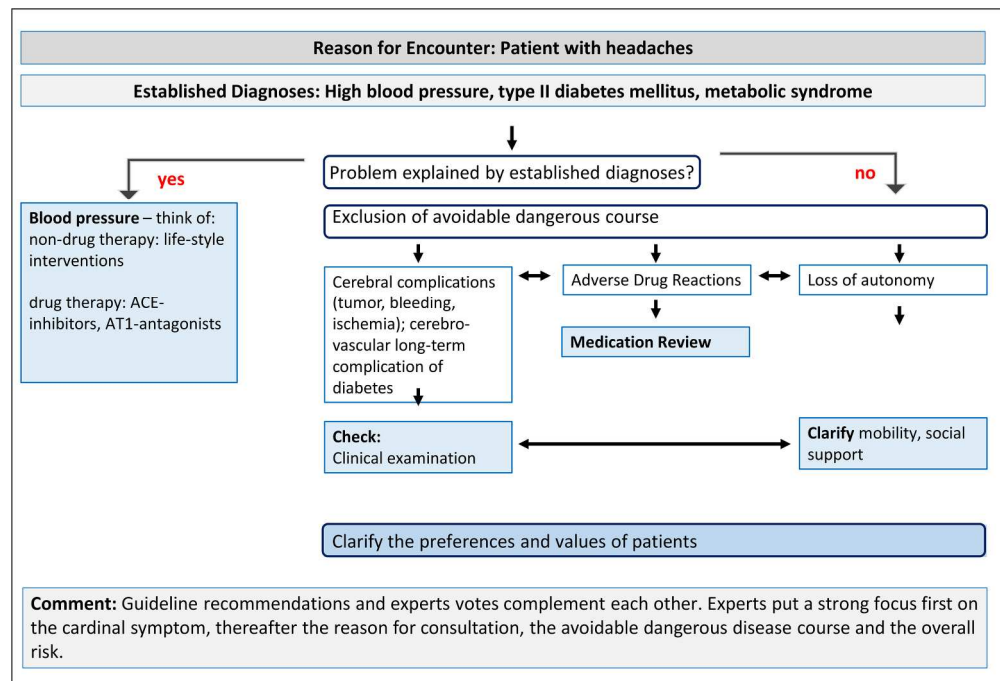 Reason for Encounter: Patient with headaches
Established Diagnoses: High blood pressure, type II diabetes mellitus, metabolic syndrome
Problem explained by established diagnoses?
yes
no
Blood pressure – think of:
non-drug therapy: life-style
interventions
drug therapy: ACE-
inhibitors, AT1-antagonists
Exclusion of avoidable dangerous course
Cerebral complications
(tumor, bleeding,
ischemia); cerebro-
vascular long-term
complication of
diabetes
Adverse Drug Reactions
Loss of autonomy
Medication Review
Check:
Clinical examination
Clarify mobility, social
support
Clarify the preferences and values of patients
Comment: Guideline recommendations and experts votes complement each other. Experts put a strong focus first on
the cardinal symptom, thereafter the reason for consultation, the avoidable dangerous disease course and the overall
risk.